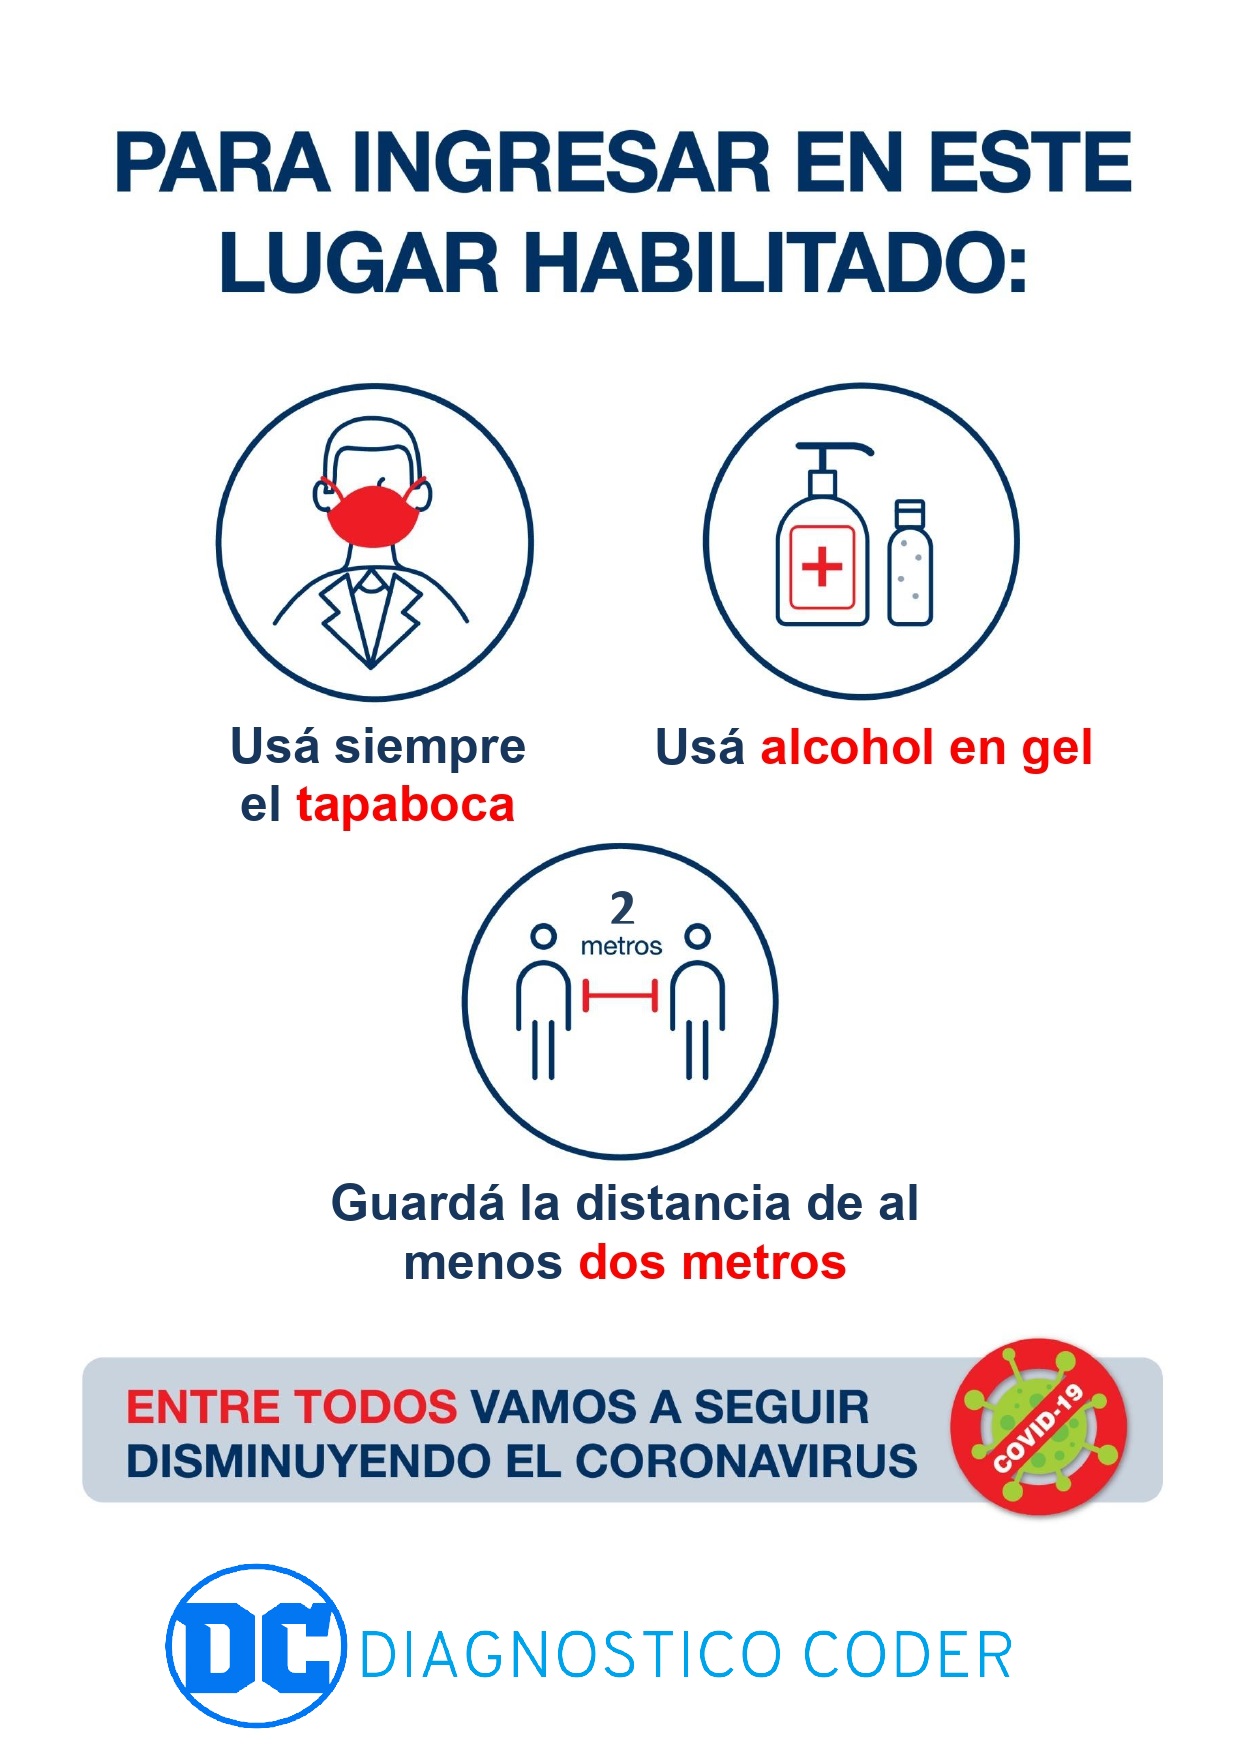 PARA INGRESAR EN ESTE
LUGAR HABILITADO:
Usá siempre
el tapaboca
Usá alcohol en gel
2
metros
Guardá la distancia de al
menos dos metros
ENTRE TODOS VAMOS A SEGUIR
DISMINUYENDO EL CORONAVIRUS
COVID-19
DC DIAGNOSTICO CODER